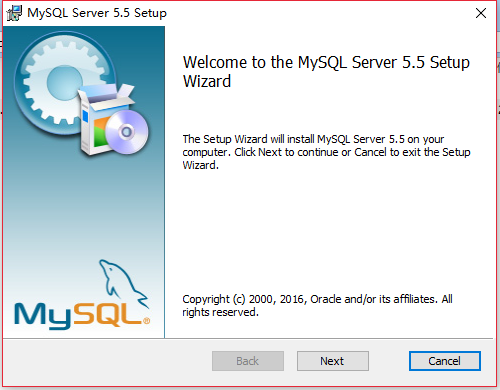 MySQL Server 5.5 Setup
Welcome to the MySQL Server 5.5 Setup
Wizard
The Setup Wizard will install MySQL Server 5.5 on your
computer. Click Next to continue or Cancel to exit the Setup
Wizard.
MySQL®
Copyright (c) 2000, 2016, Oracle and/or its affiliates. All
rights reserved.
Back
Next
Cancel